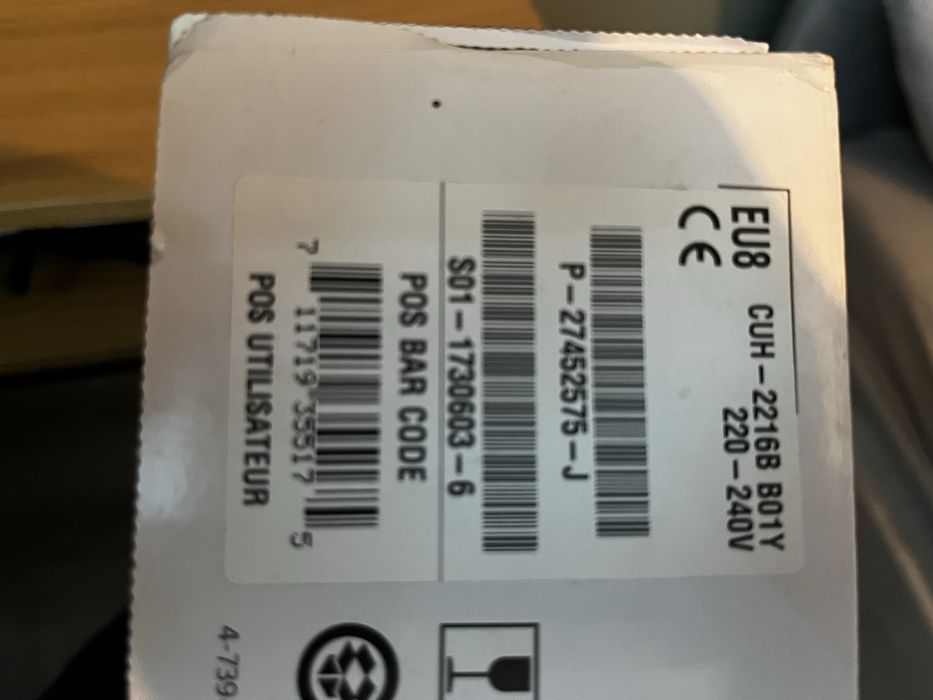 EU8 CUH-2216B B01Y
CE 220-240V
P-27452575-J
S01-1730603-6
POS BAR CODE
7 11719 35517 5
POS UTILISATEUR
4-739